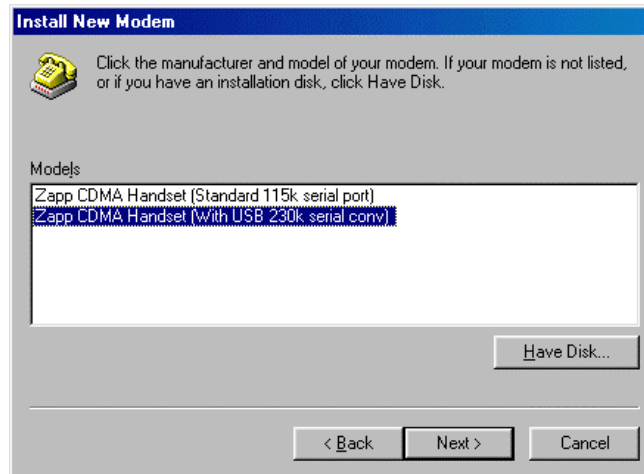 Install New Modem
Click the manufacturer and model of your modem. If your modem is not listed,
or if you have an installation disk, click Have Disk.
Models
Zapp CDMA Handset (Standard 115k serial port)
Zapp CDMA Handset (With USB 230k serial conv)
Have Disk...
< Back
Next >
Cancel